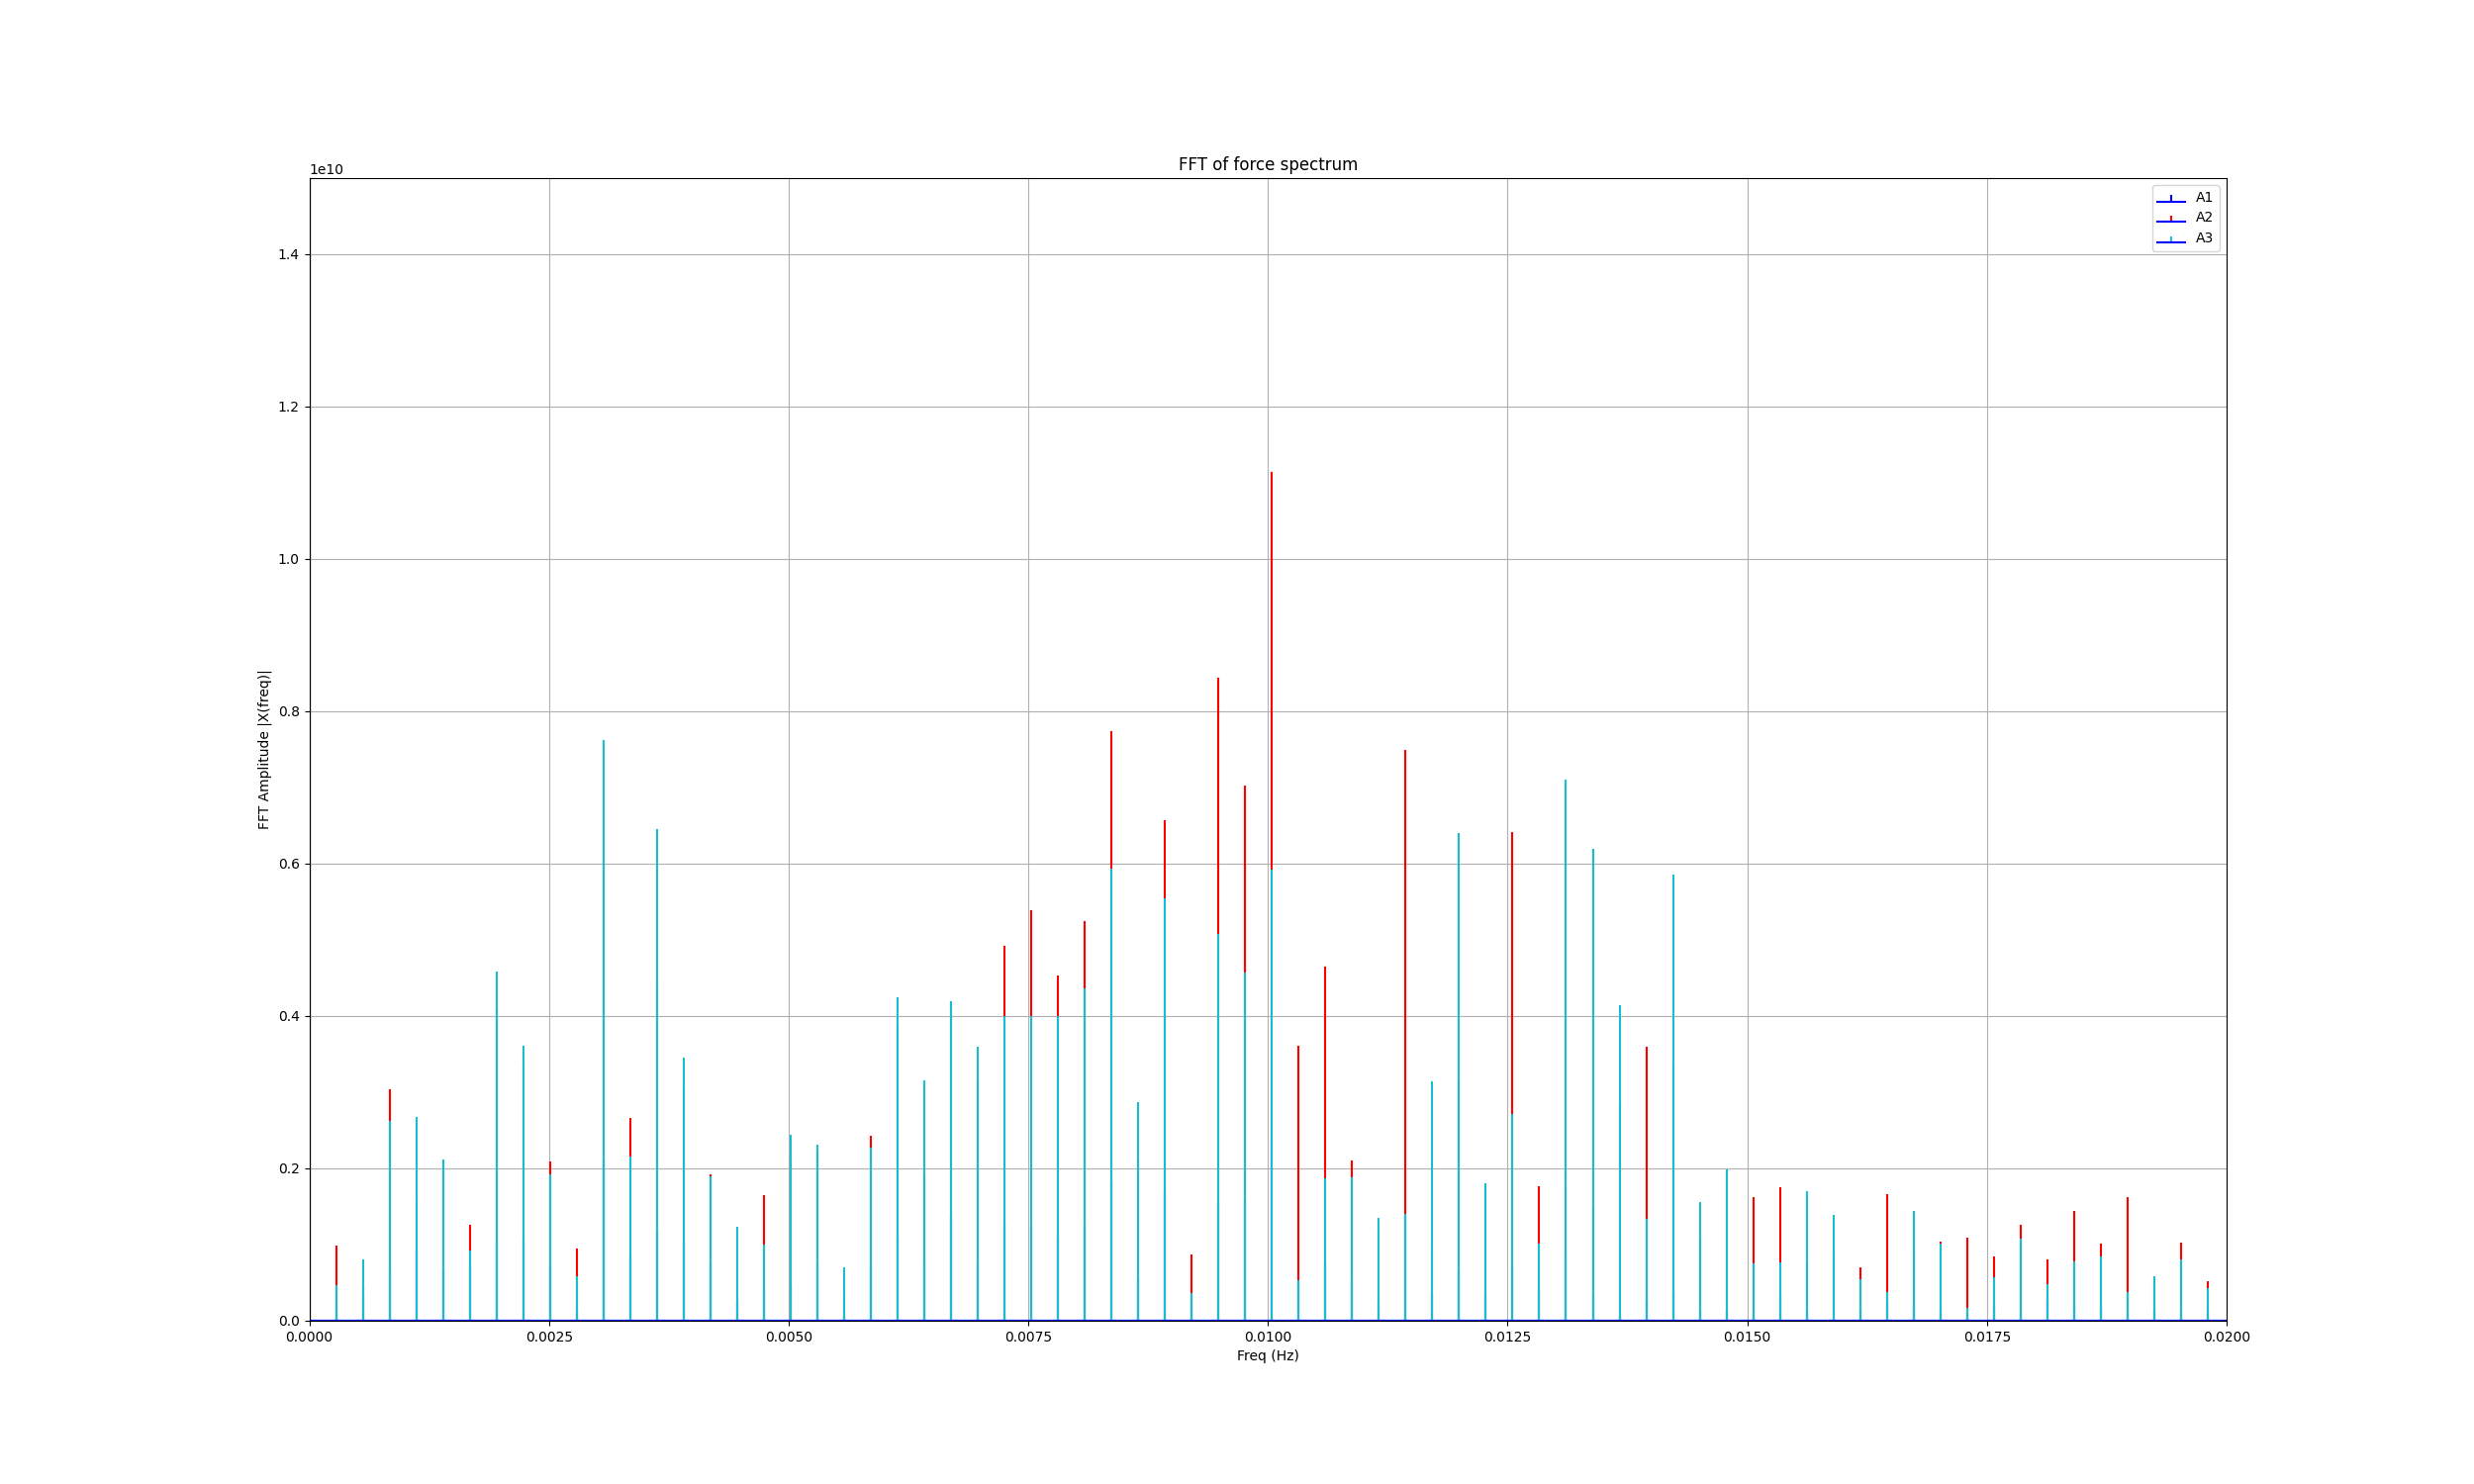 FFT of force spectrum
1e10
A1
A2
A3
1.4
1.2
1.0
0.8
0.6
0.4
0.2
0.0
FFT Amplitude |X(freq)|
0.0000 0.0025 0.0050 0.0075 0.0100 0.0125 0.0150 0.0175 0.0200
Freq (Hz)